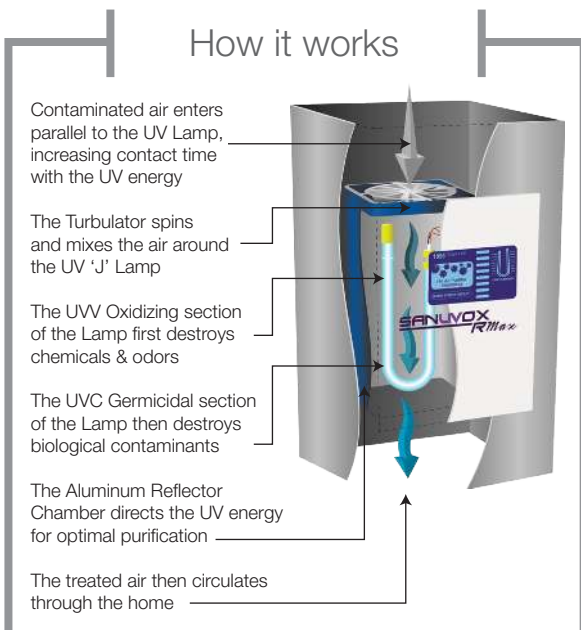 How it works
Contaminated air enters
parallel to the UV Lamp,
increasing contact time
with the UV energy
The Turbulator spins
and mixes the air around
the UV ‘J’ Lamp
The UVV Oxidizing section
of the Lamp first destroys
chemicals & odors
The UVC Germicidal section
of the Lamp then destroys
biological contaminants
The Aluminum Reflector
Chamber directs the UV energy
for optimal purification
The treated air then circulates
through the home
SANUVOX
RMax